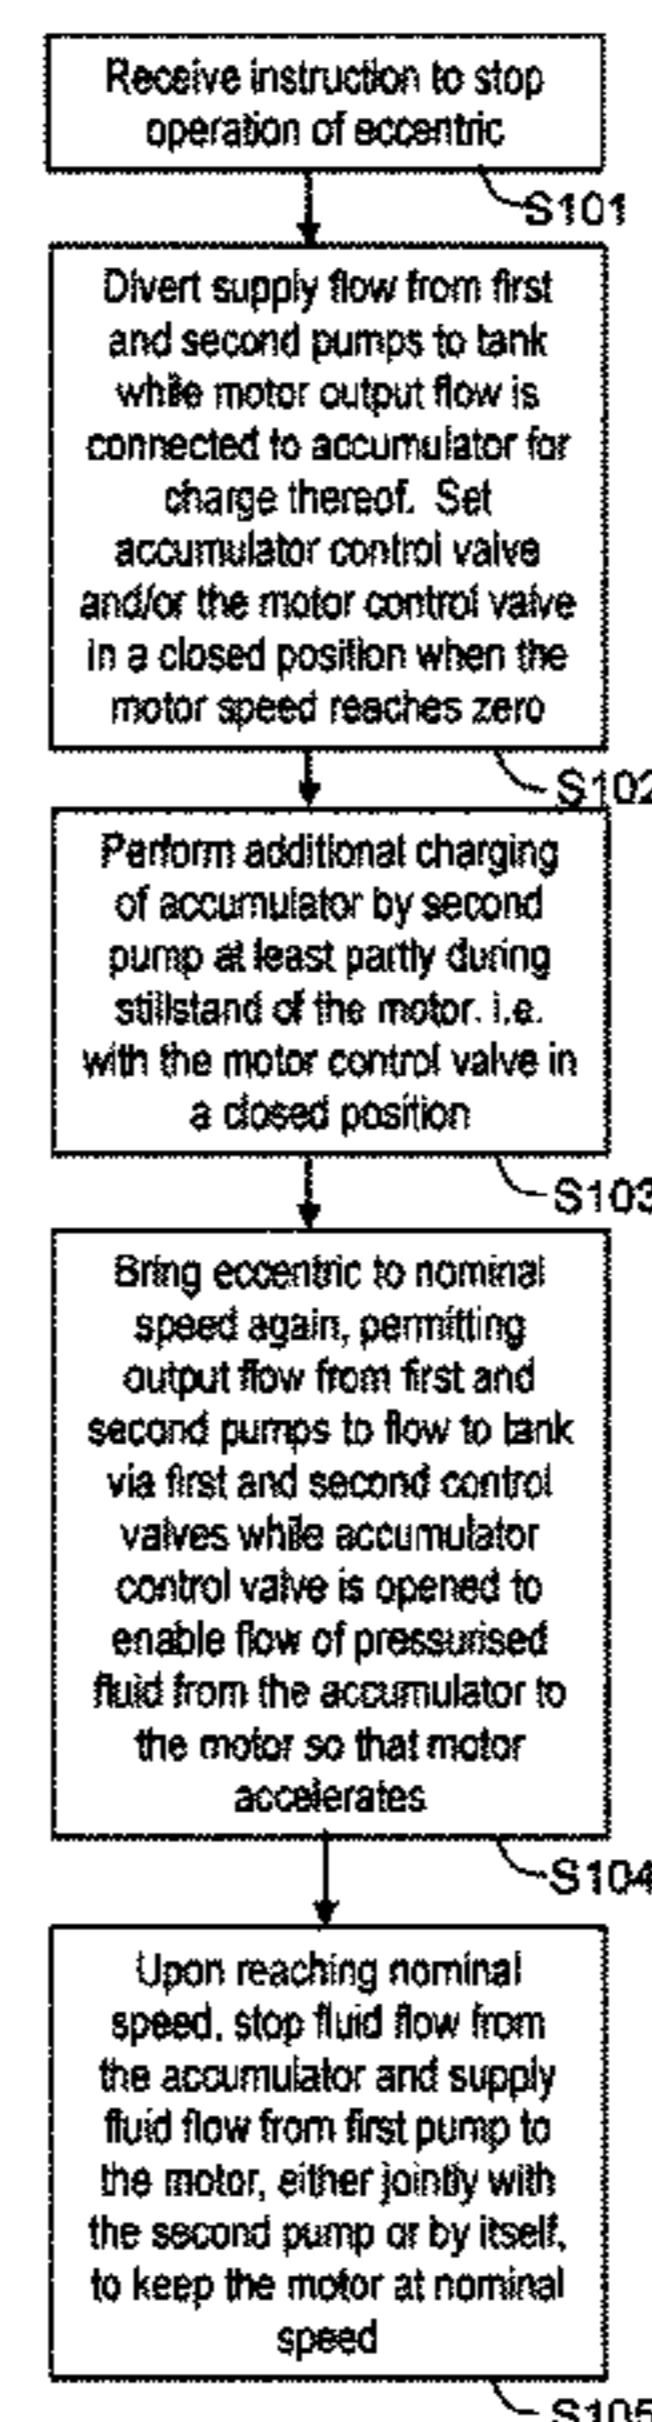 Receive instruction to stop
operation of eccentric
S101
Divert supply flow from first
and second pumps to tank
while motor output flow is
connected to accumulator for
charge thereof. Set
accumulator control valve
and/or the motor control valve
in a closed position when the
motor speed reaches zero
S102
Perform additional charging
of accumulator by second
pump at least partly during
stillstand of the motor. i.e.
with the motor control valve in
a closed position
S103
Bring eccentric to nominal
speed again, permitting
output flow from first and
second pumps to flow to tank
via first and second control
valves while accumulator
control valve is opened to
enable flow of pressurised
fluid from the accumulator to
the motor so that motor
accelerates
S104
Upon reaching nominal
speed, stop fluid flow from
the accumulator and supply
fluid flow from first pump to
the motor, either jointly with
the second pump or by itself,
to keep the motor at nominal
speed
S105